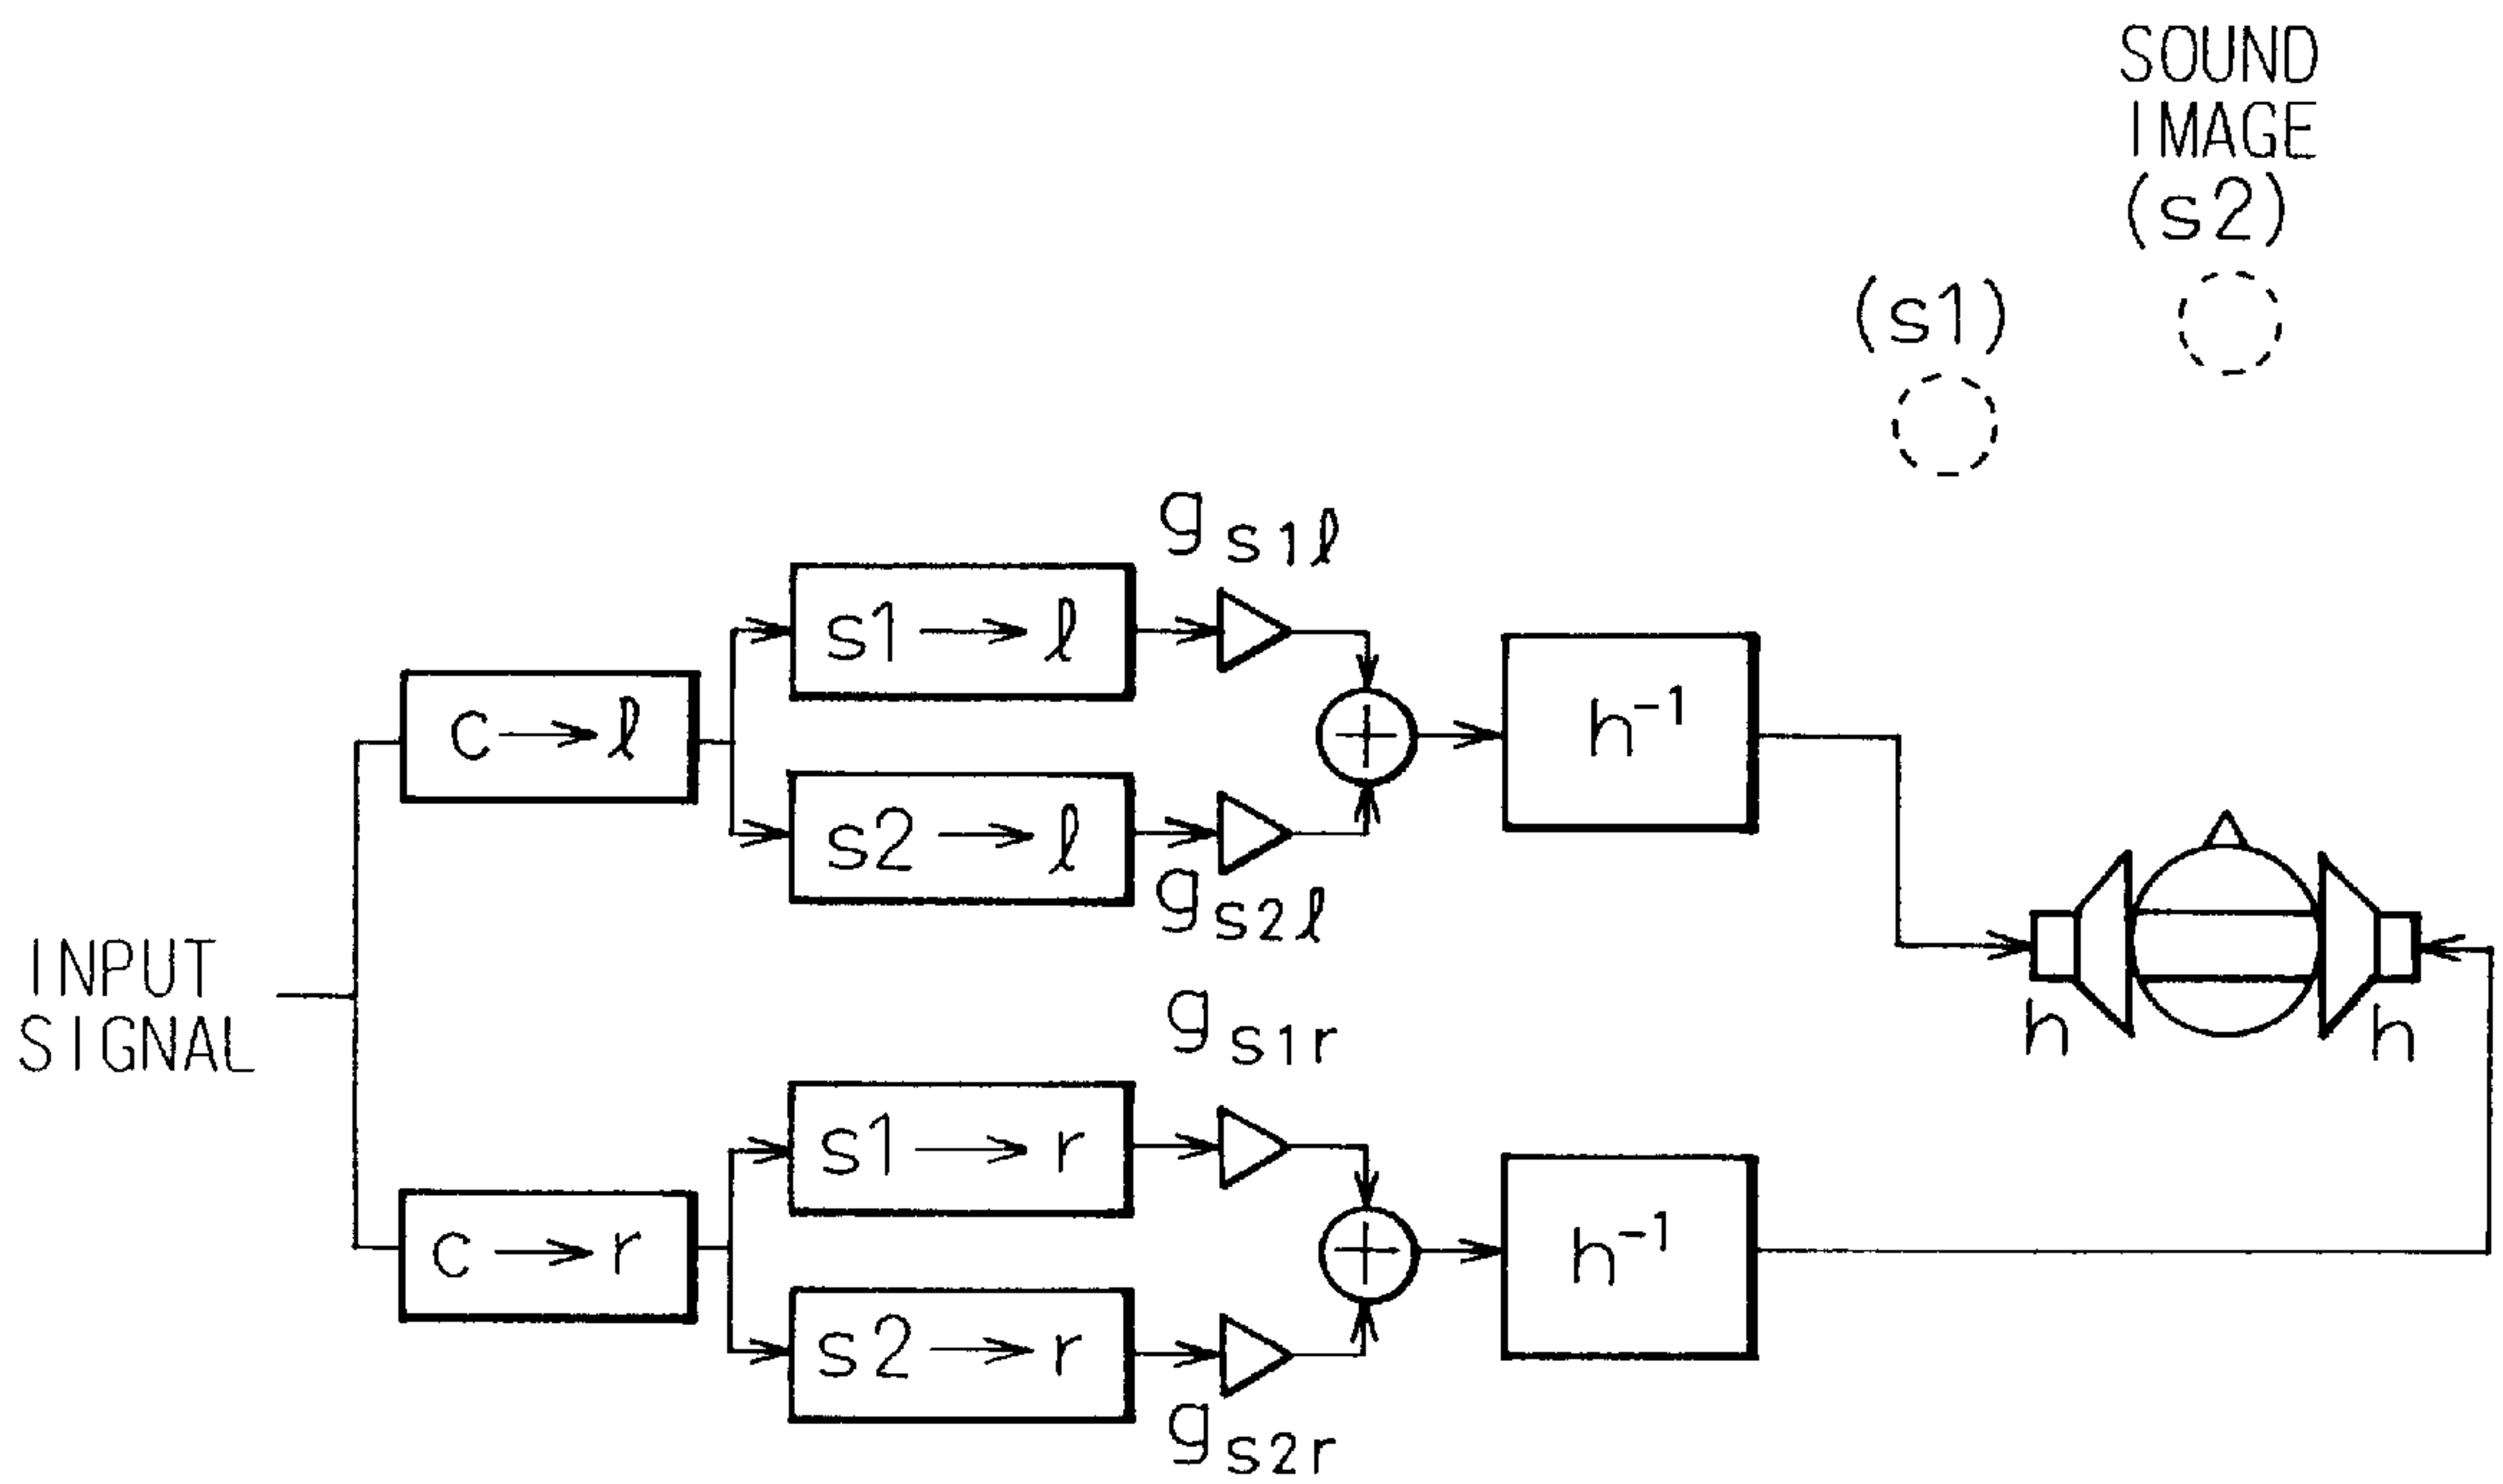 SOUND
IMAGE
(s2)
(s1)
g s1ℓ
s1 → ℓ
c → ℓ
h⁻¹
s2 → ℓ
g s2ℓ
INPUT
SIGNAL
g s1r
h
h
s1 → r
c → r
h⁻¹
s2 → r
g s2r